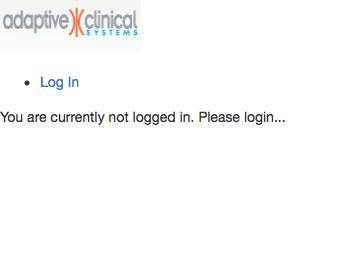 adaptive clinical
SYSTEMS
Log In
You are currently not logged in. Please login...